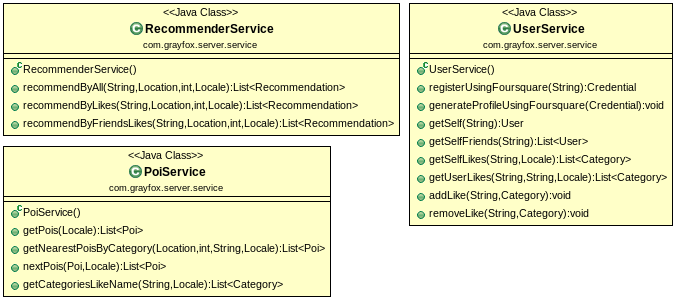 <<Java Class>>
RecommenderService
com.grayfox.server.service
RecommenderService()
recommendByAll(String,Location,int,Locale):List<Recommendation>
recommendByLikes(String,Location,int,Locale):List<Recommendation>
recommendByFriendsLikes(String,Location,int,Locale):List<Recommendation>
<<Java Class>>
PoiService
com.grayfox.server.service
PoiService()
getPois(Locale):List<Poi>
getNearestPoisByCategory(Location,int,String,Locale):List<Poi>
nextPois(Poi,Locale):List<Poi>
getCategoriesLikeName(String,Locale):List<Category>
<<Java Class>>
UserService
com.grayfox.server.service
UserService()
registerUsingFoursquare(String):Credential
generateProfileUsingFoursquare(Credential):void
getSelf(String):User
getSelfFriends(String):List<User>
getSelfLikes(String,Locale):List<Category>
getUserLikes(String,String,Locale):List<Category>
addLike(String,Category):void
removeLike(String,Category):void